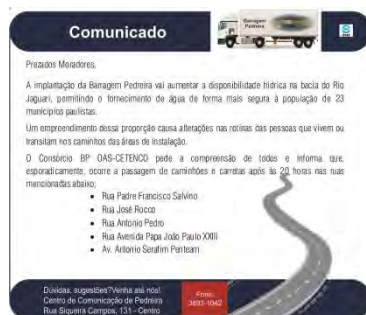 Comunicado
Barragem
Pedreira
Prezados Moradores,
A implantação da Barragem Pedreira vai aumentar a disponibilidade hídrica na bacia do Rio
Jaguari, permitindo o fornecimento de água de forma mais segura à população de 23
municípios paulistas.
Um empreendimento dessa proporção causa alterações nas rotinas das pessoas que vivem ou
transitam nos caminhos das áreas de instalação.
O Consórcio BP OAS-CETENCO pede a compreensão de todos e informa que,
esporadicamente, ocorre a passagem de caminhões e carretas após às 20 horas nas ruas
mencionadas abaixo:
• Rua Padre Francisco Salvino
• Rua José Rocco
• Rua Antonio Pedro
• Rua Avenida Papa João Paulo XXIII
• Av. Antonio Serafim Penteam
Dúvidas, sugestões?Venha até nós!
Centro de Comunicação de Pedreira
Rua Siqueira Campos, 131 - Centro
Fone:
3893-1042